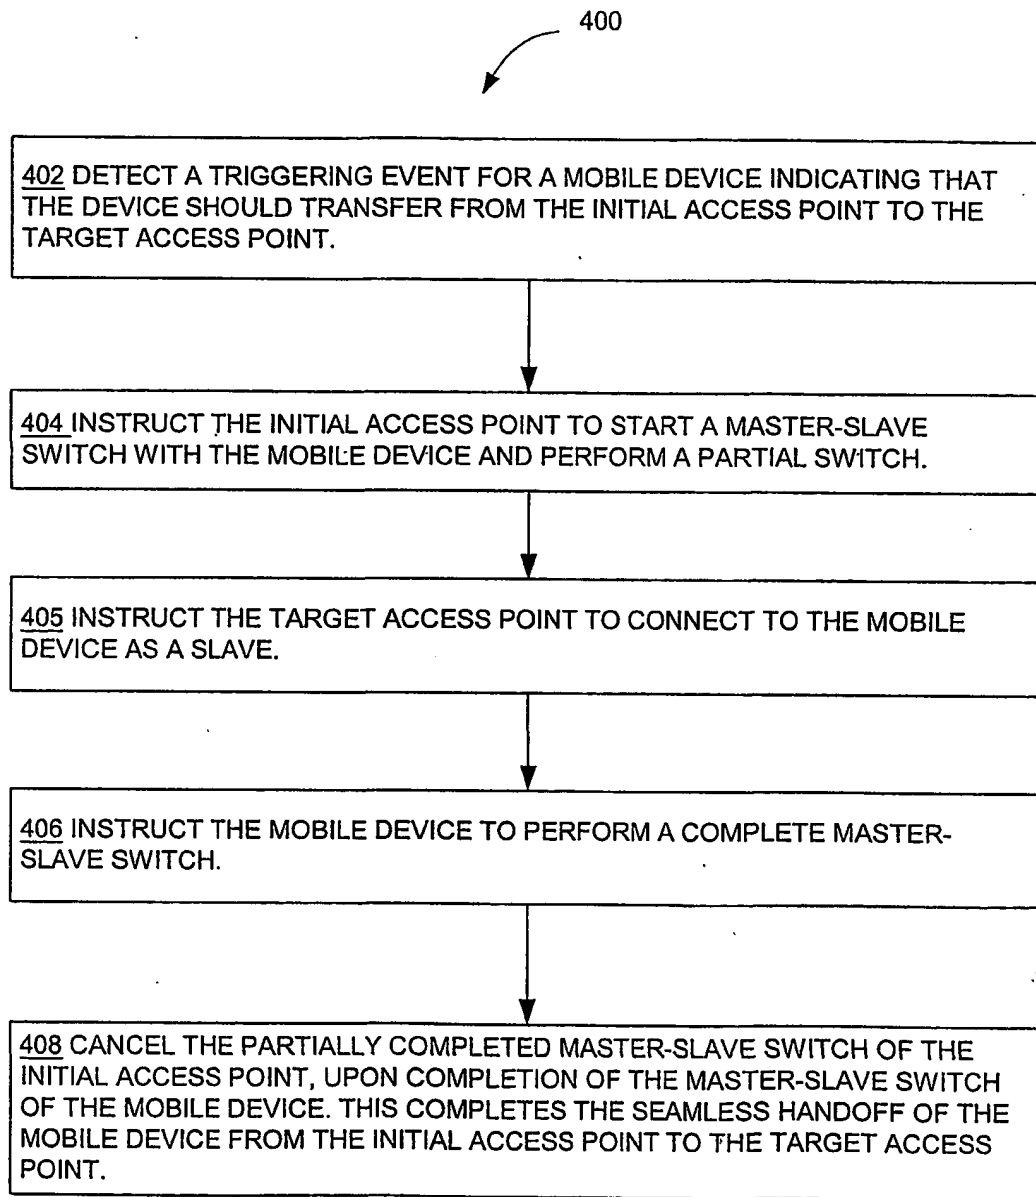 400
402 DETECT A TRIGGERING EVENT FOR A MOBILE DEVICE INDICATING THAT
THE DEVICE SHOULD TRANSFER FROM THE INITIAL ACCESS POINT TO THE
TARGET ACCESS POINT.
404 INSTRUCT THE INITIAL ACCESS POINT TO START A MASTER-SLAVE
SWITCH WITH THE MOBILE DEVICE AND PERFORM A PARTIAL SWITCH.
405 INSTRUCT THE TARGET ACCESS POINT TO CONNECT TO THE MOBILE
DEVICE AS A SLAVE.
406 INSTRUCT THE MOBILE DEVICE TO PERFORM A COMPLETE MASTER-
SLAVE SWITCH.
408 CANCEL THE PARTIALLY COMPLETED MASTER-SLAVE SWITCH OF THE
INITIAL ACCESS POINT, UPON COMPLETION OF THE MASTER-SLAVE SWITCH
OF THE MOBILE DEVICE. THIS COMPLETES THE SEAMLESS HANDOFF OF THE
MOBILE DEVICE FROM THE INITIAL ACCESS POINT TO THE TARGET ACCESS
POINT.